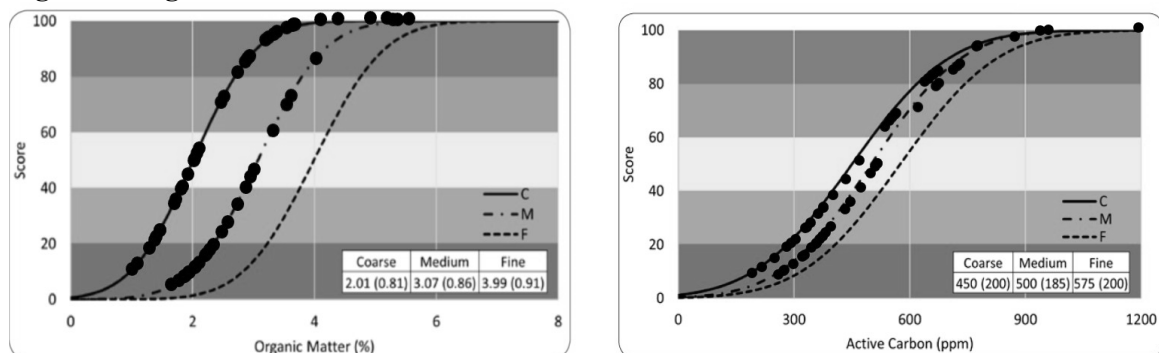 100
80
60
40
20
0
Score
C
M
F
Coarse Medium Fine
2.01 (0.81) 3.07 (0.86) 3.99 (0.91)
0 2 4 6 8
Organic Matter (%)
100
80
60
40
20
0
Score
C
M
F
Coarse Medium Fine
450 (200) 500 (185) 575 (200)
0 300 600 900 1200
Active Carbon (ppm)